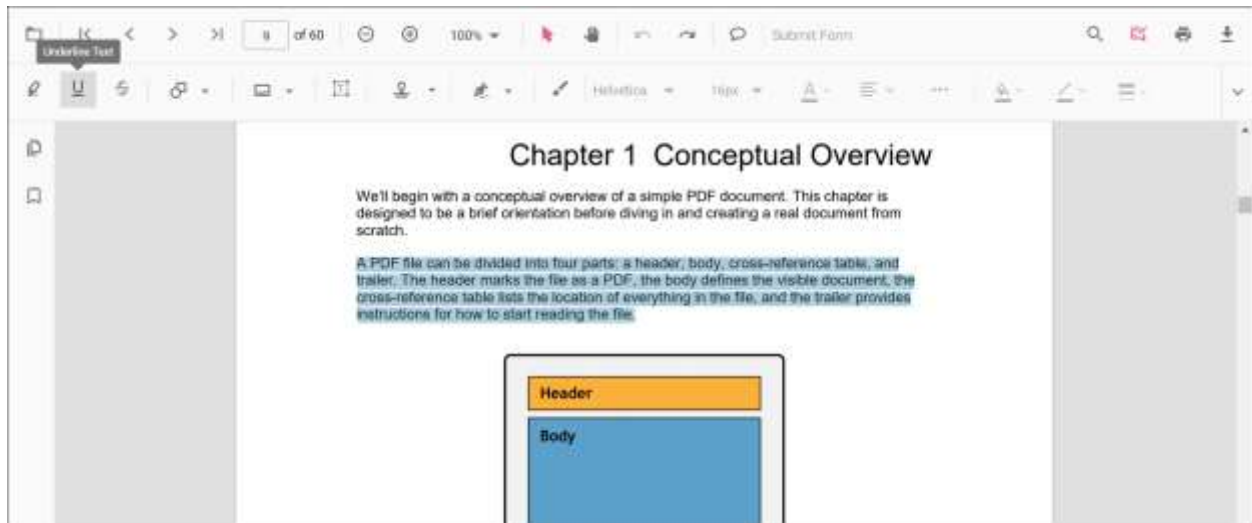 9 of 60 100% Submit Form
Underline Text
Helvetica 16px
Chapter 1 Conceptual Overview
We'll begin with a conceptual overview of a simple PDF document. This chapter is
designed to be a brief orientation before diving in and creating a real document from
scratch.
A PDF file can be divided into four parts: a header, body, cross-reference table, and
trailer. The header marks the file as a PDF, the body defines the visible document, the
cross-reference table lists the location of everything in the file, and the trailer provides
instructions for how to start reading the file.
Header
Body